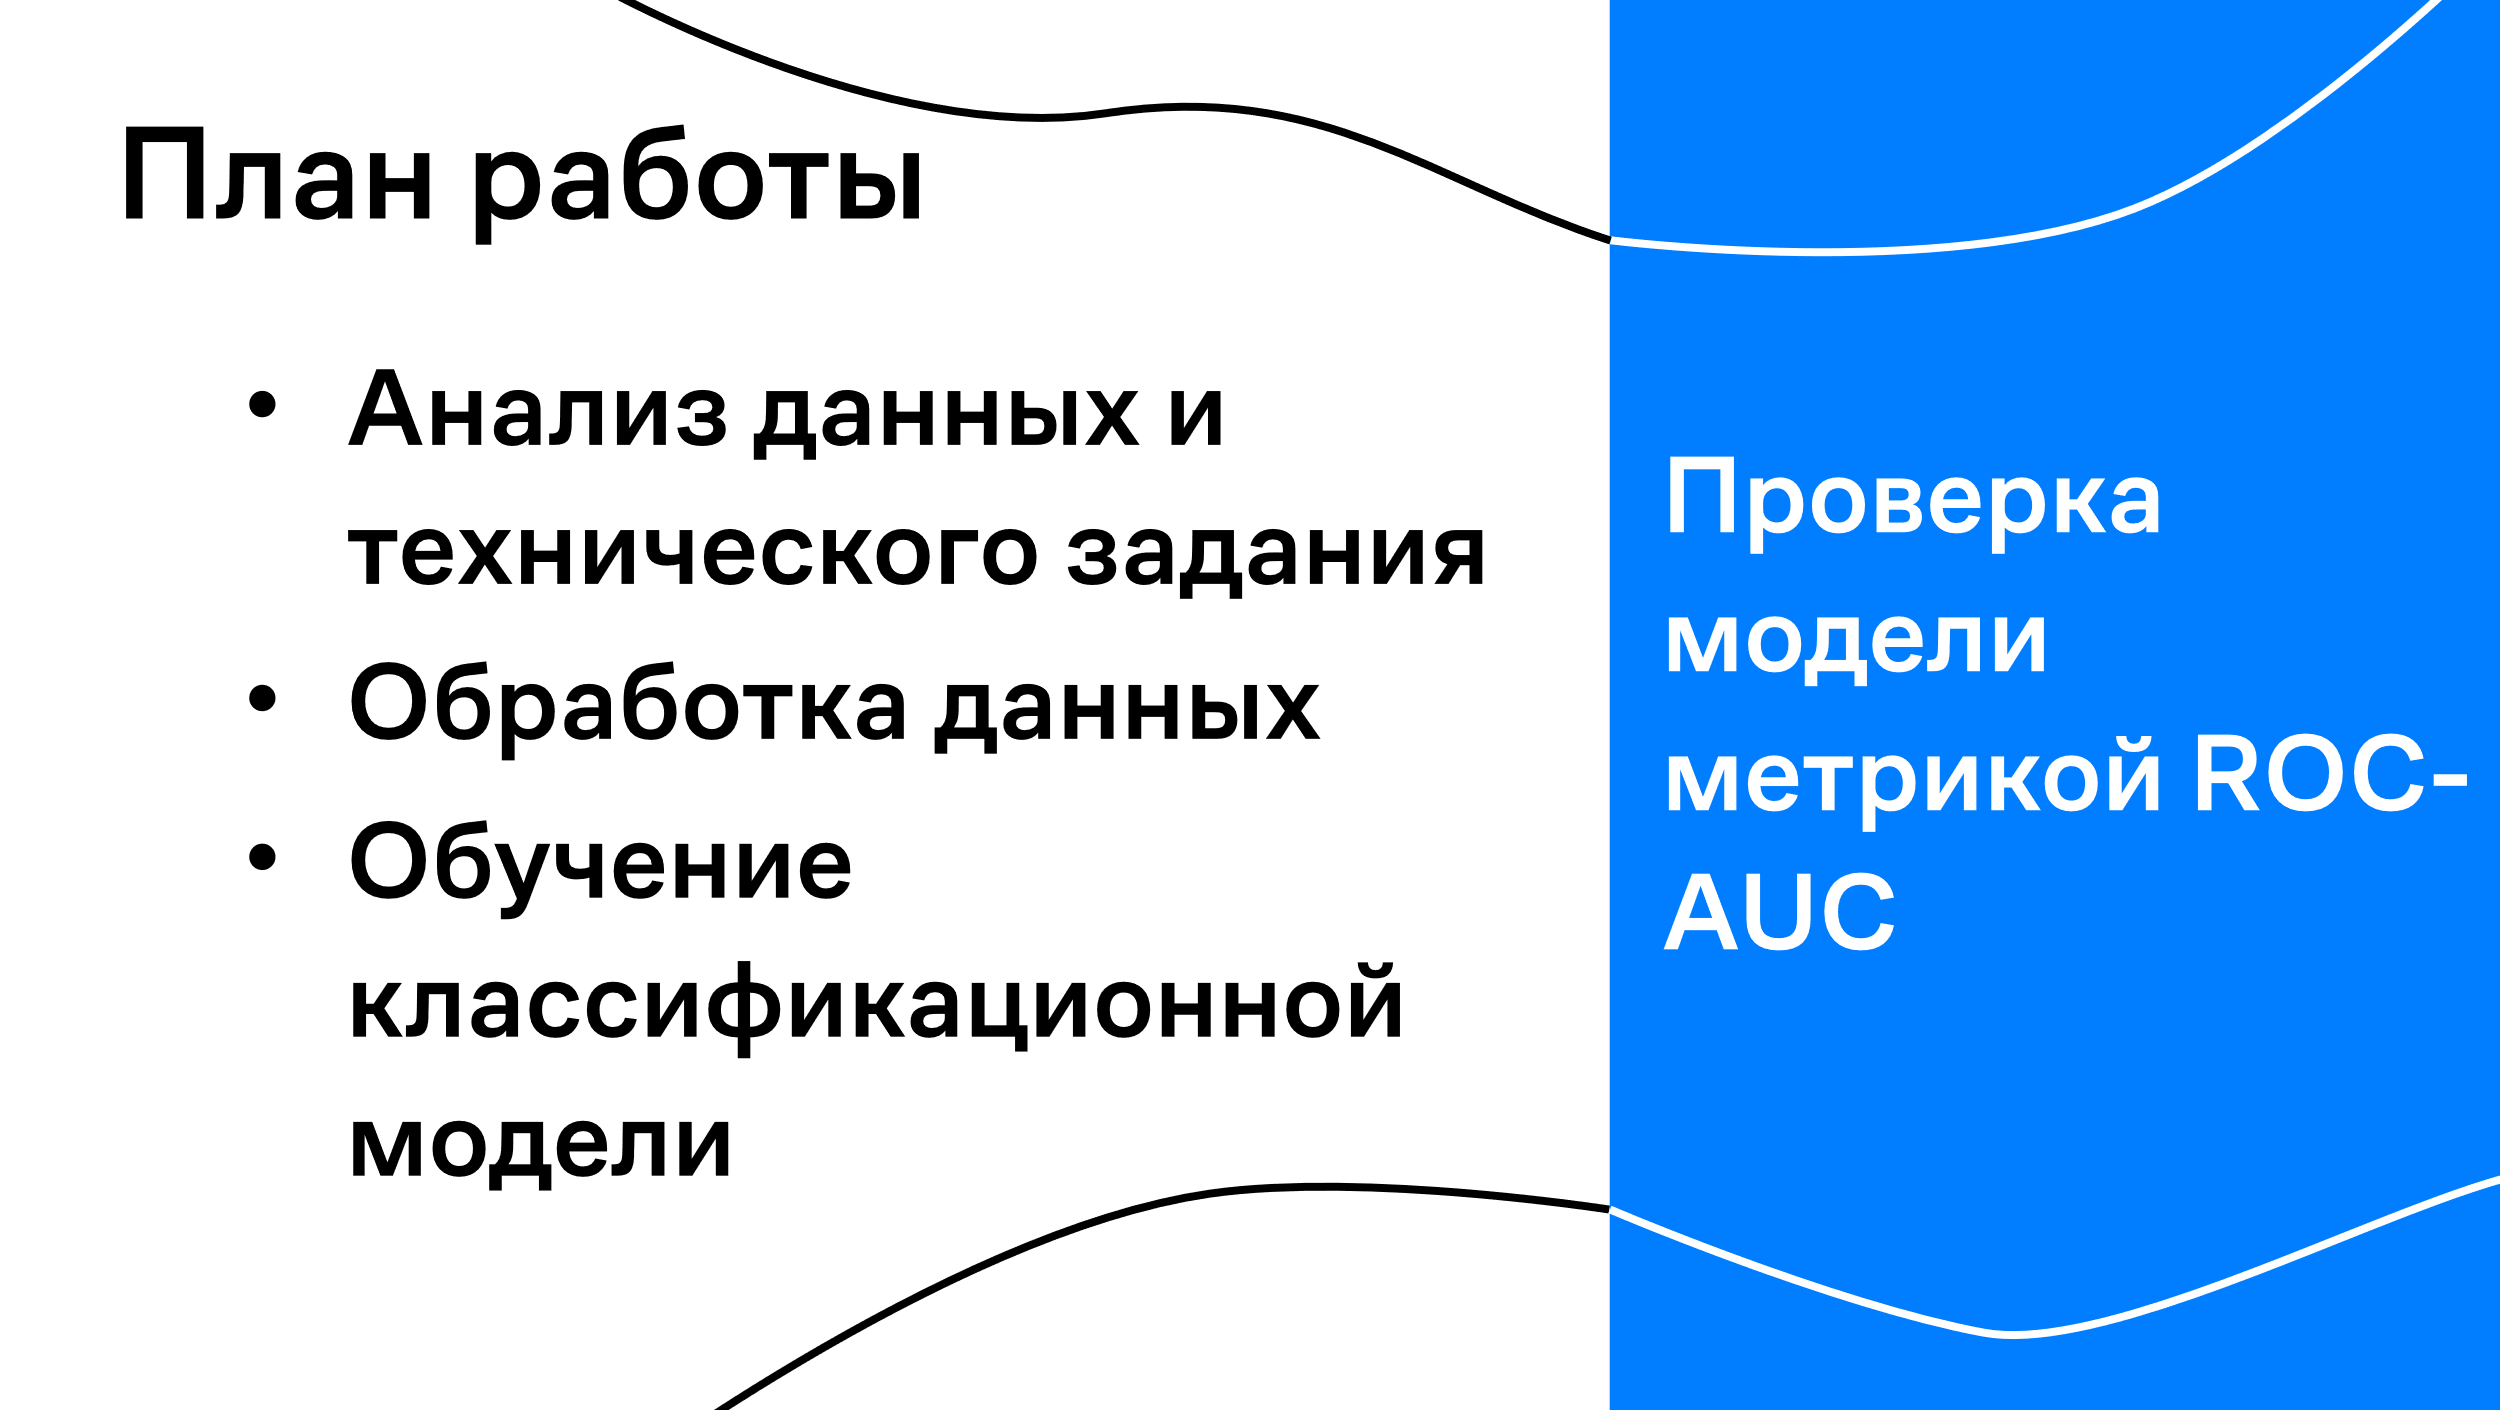 План работы
• Анализ данных и
технического задания
• Обработка данных
• Обучение
классификационной
модели
Проверка
модели
метрикой ROC-
AUC